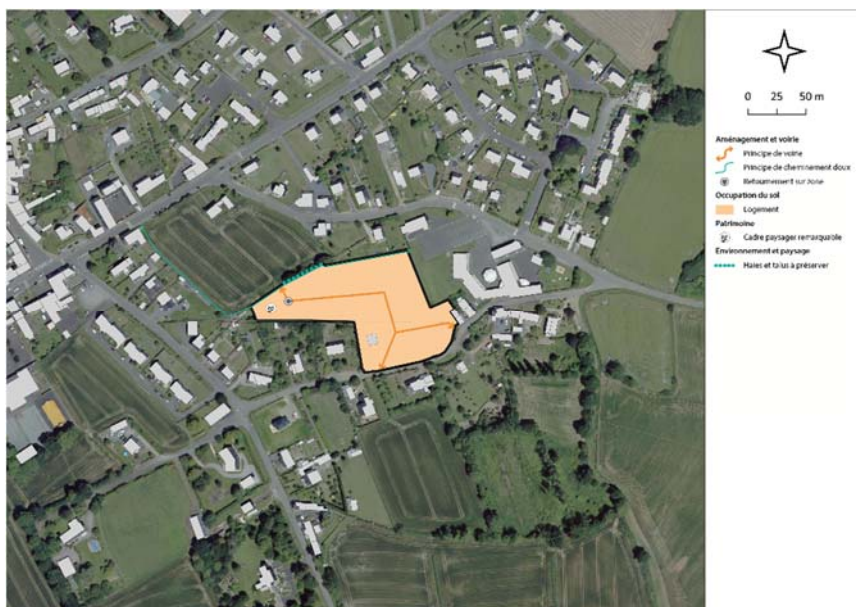 0 25 50 m
Aménagement et voirie
Principe de voirie
Principe de cheminement doux
Retournement sur zone
Occupation du sol
Logement
Patrimoine
Cadre paysager remarquable
Environnement et paysage
Haies et talus à préserver